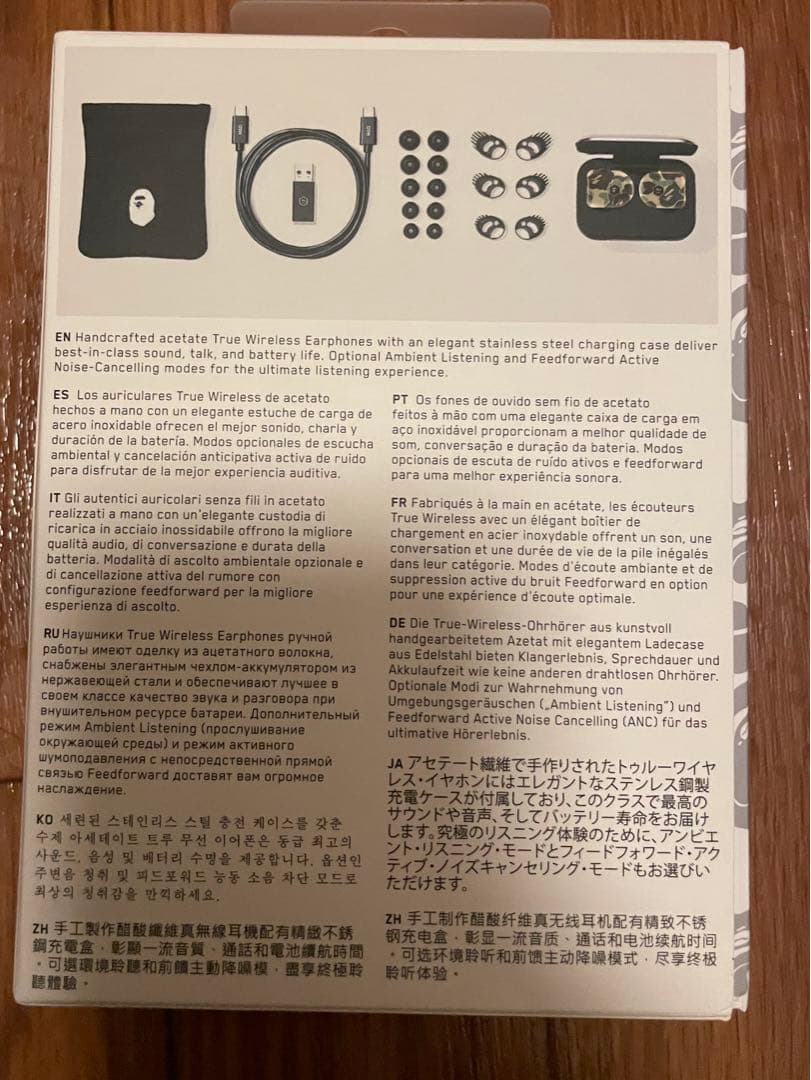 EN Handcrafted acetate True Wireless Earphones with an elegant stainless steel charging case deliver
best-in-class sound, talk, and battery life. Optional Ambient Listening and Feedforward Active
Noise-Cancelling modes for the ultimate listening experience.
ES Los auriculares True Wireless de acetato
hechos a mano con un elegante estuche de carga de
acero inoxidable ofrecen el mejor sonido, charla y
duración de la batería. Modos opcionales de escucha
ambiental y cancelación anticipativa activa de ruido
para disfrutar de la mejor experiencia auditiva.
PT Os fones de ouvido sem fio de acetato
feitos à mão com uma elegante caixa de carga em
aço inoxidável proporcionam a melhor qualidade de
som, conversação e duração da bateria. Modos
opcionais de escuta de ruído ativos e feedforward
para uma melhor experiência sonora.
IT Gli autentici auricolari senza fili in acetato
realizzati a mano con un'elegante custodia di
ricarica in acciaio inossidabile offrono la migliore
qualità audio, di conversazione e durata della
batteria. Modalità di ascolto ambientale opzionale e
di cancellazione attiva del rumore con
configurazione feedforward per la migliore
esperienza di ascolto.
FR Fabriqués à la main en acétate, les écouteurs
True Wireless avec un élégant boîtier de
chargement en acier inoxydable offrent un son, une
conversation et une durée de vie de la pile inégalés
dans leur catégorie. Modes d'écoute ambiante et de
suppression active du bruit Feedforward en option
pour une expérience d'écoute optimale.
RU Наушники True Wireless Earphones ручной
работы имеют оделку из ацетатного волокна,
снабжены элегантным чехлом-аккумулятором из
нержавеющей стали и обеспечивают лучшее в
своем классе качество звука и разговора при
внушительном ресурсе батареи. Дополнительный
режим Ambient Listening (прослушивание
окружающей среды) и режим активного
шумоподавления с непосредственной прямой
связью Feedforward доставят вам огромное
наслаждение.
DE Die True-Wireless-Ohrhörer aus kunstvoll
handgearbeitetem Azetat mit elegantem Ladecase
aus Edelstahl bieten Klangerlebnis, Sprechdauer und
Akkulaufzeit wie keine anderen drahtlosen Ohrhörer.
Optionale Modi zur Wahrnehmung von
Umgebungsgeräuschen („Ambient Listening") und
Feedforward Active Noise Cancelling (ANC) für das
ultimative Hörerlebnis.
JA アセテート繊維で手作りされたトゥルーワイヤ
レス・イヤホンにはエレガントなステンレス鋼製
充電ケースが付属しており、このクラスで最高の
サウンドや音声、そしてバッテリー寿命をお届け
します。究極のリスニング体験のために、アンビエ
ント・リスニング・モードとフィードフォワード・アク
ティブ・ノイズキャンセリング・モードもお選びい
ただけます。
KO 세련된 스테인리스 스틸 충전 케이스를 갖춘
수제 아세테이트 트루 무선 이어폰은 동급 최고의
사운드, 음성 및 배터리 수명을 제공합니다. 옵션인
주변음 청취 및 피드포워드 능동 소음 차단 모드로
최상의 청취감을 만끽하세요.
ZH 手工製作醋酸纖維真無線耳機配有精緻不銹
鋼充電盒，彰顯一流音質、通話和電池續航時間
。可選環境聆聽和前饋主動降噪模，盡享終極聆
聽體驗。
ZH 手工制作醋酸纤维真无线耳机配有精致不锈
钢充电盒，彰显一流音质、通话和电池续航时间
。可选环境聆听和前馈主动降噪模式，尽享终极
聆听体验。